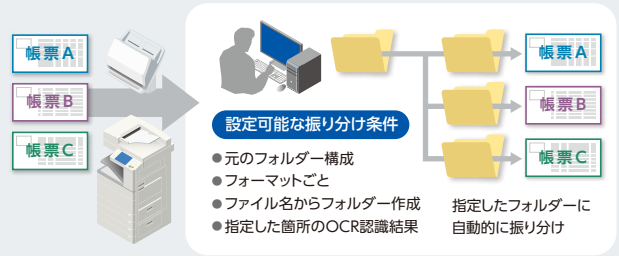 帳票A
帳票B
帳票C
設定可能な振り分け条件
●元のフォルダー構成
●フォーマットごと
●ファイル名からフォルダー作成
●指定した箇所のOCR認識結果
帳票A
帳票B
帳票C
指定したフォルダーに
自動的に振り分け